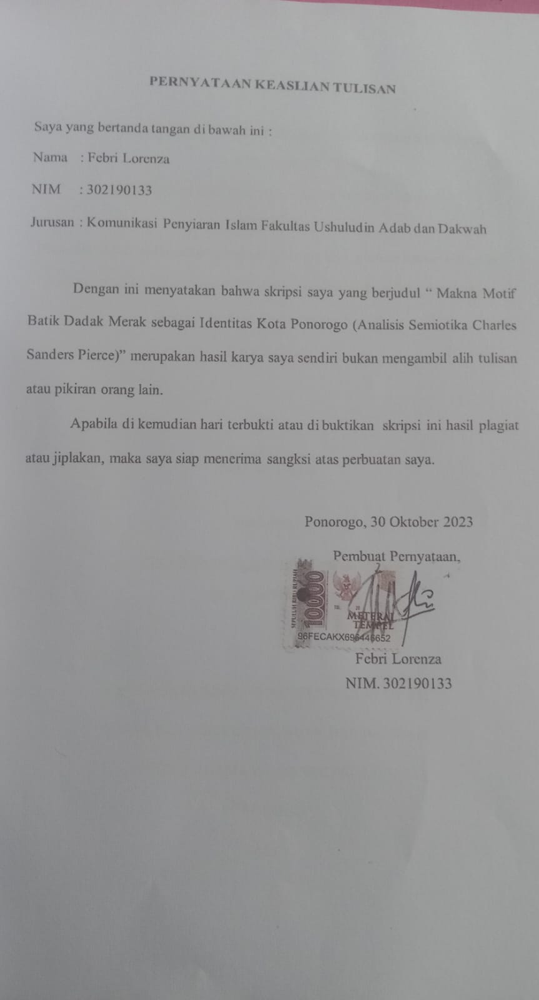 PERNYATAAN KEASLIAN TULISAN
Saya yang bertanda tangan di bawah ini :
Nama : Febri Lorenza
NIM : 302190133
Jurusan : Komunikasi Penyiaran Islam Fakultas Ushuludin Adab dan Dakwah
Dengan ini menyatakan bahwa skripsi saya yang berjudul “ Makna Motif
Batik Dadak Merak sebagai Identitas Kota Ponorogo (Analisis Semiotika Charles
Sanders Pierce)” merupakan hasil karya saya sendiri bukan mengambil alih tulisan
atau pikiran orang lain.
Apabila di kemudian hari terbukti atau di buktikan skripsi ini hasil plagiat
atau jiplakan, maka saya siap menerima sangksi atas perbuatan saya.
Ponorogo, 30 Oktober 2023
Pembuat Pernyataan,
SEPULUH RIBU RUPIAH
10000
METERAI
TEMPEL
96FECAKX696446652
Febri Lorenza
NIM. 302190133